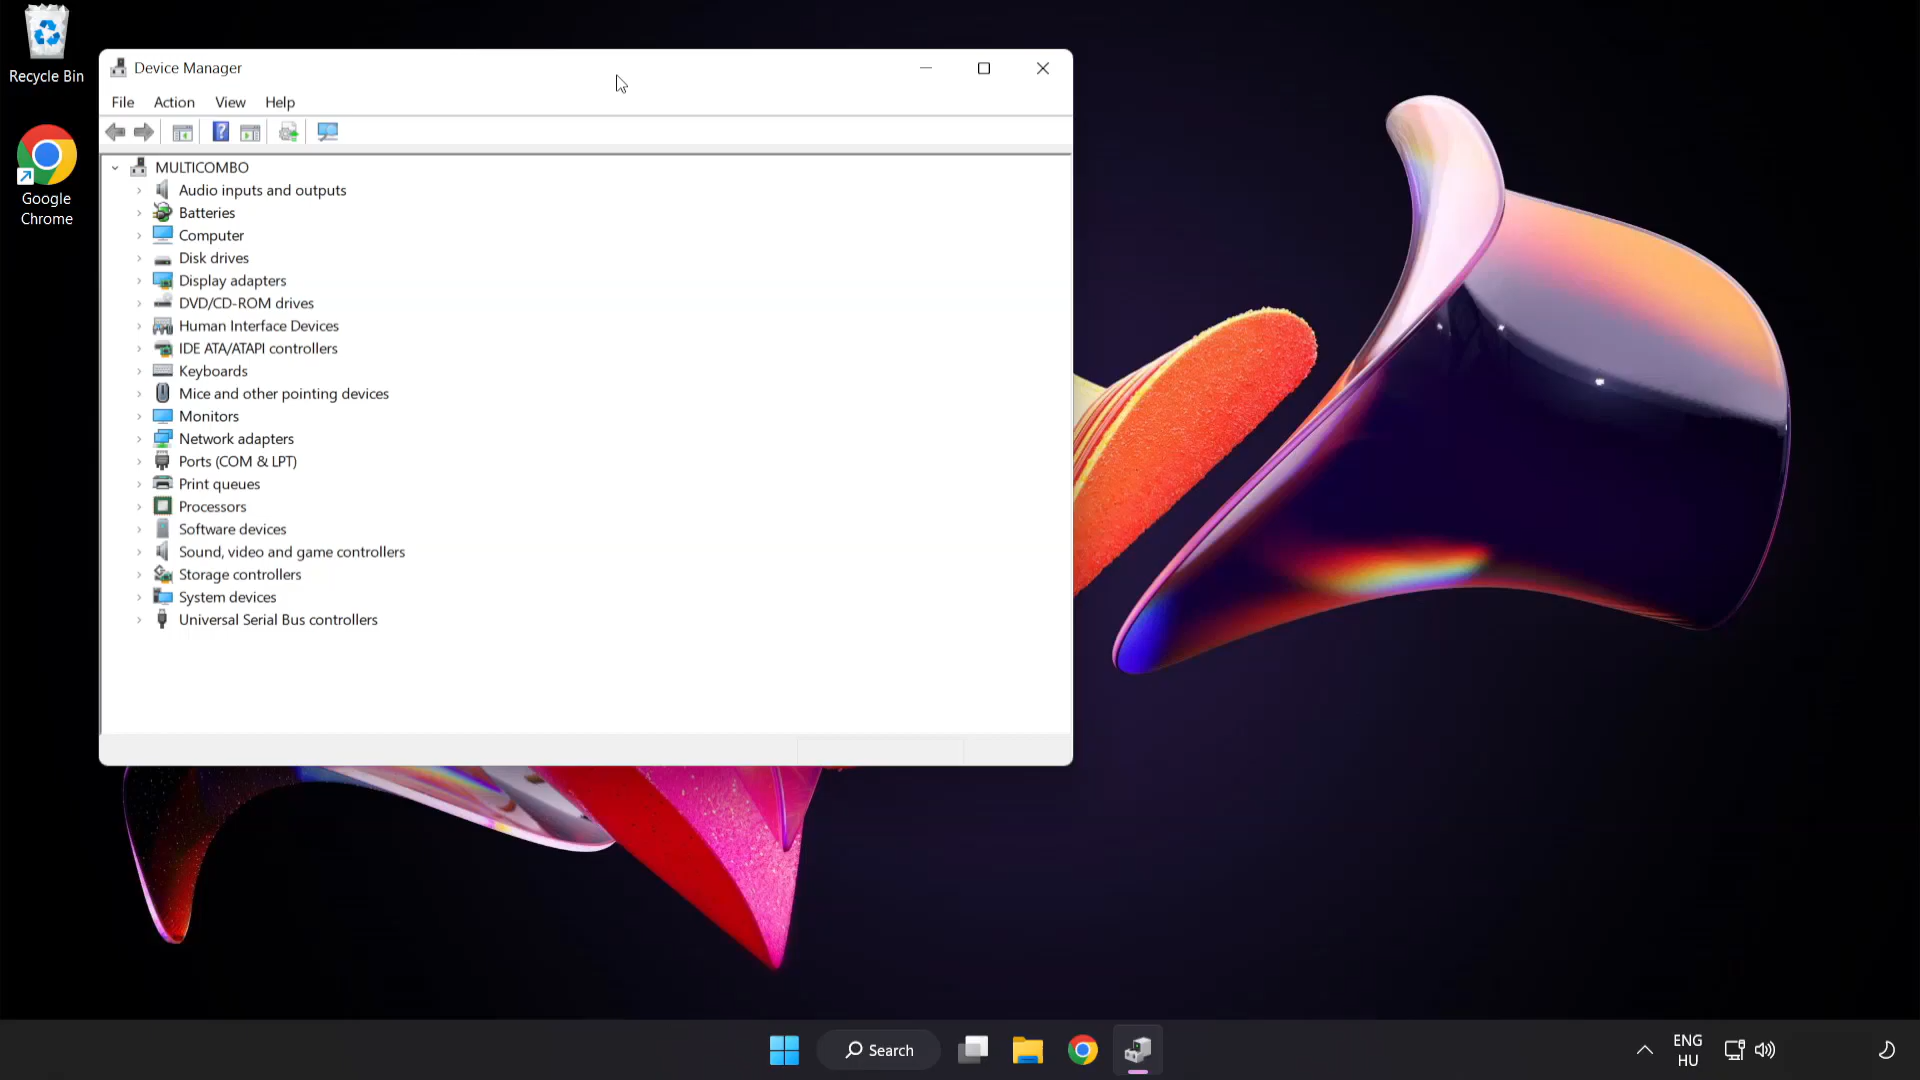 Recycle Bin
Google
Chrome
Device Manager
File Action View Help
MULTICOMBO
Audio inputs and outputs
Batteries
Computer
Disk drives
Display adapters
DVD/CD-ROM drives
Human Interface Devices
IDE ATA/ATAPI controllers
Keyboards
Mice and other pointing devices
Monitors
Network adapters
Ports (COM & LPT)
Print queues
Processors
Software devices
Sound, video and game controllers
Storage controllers
System devices
Universal Serial Bus controllers
Search
ENG
HU